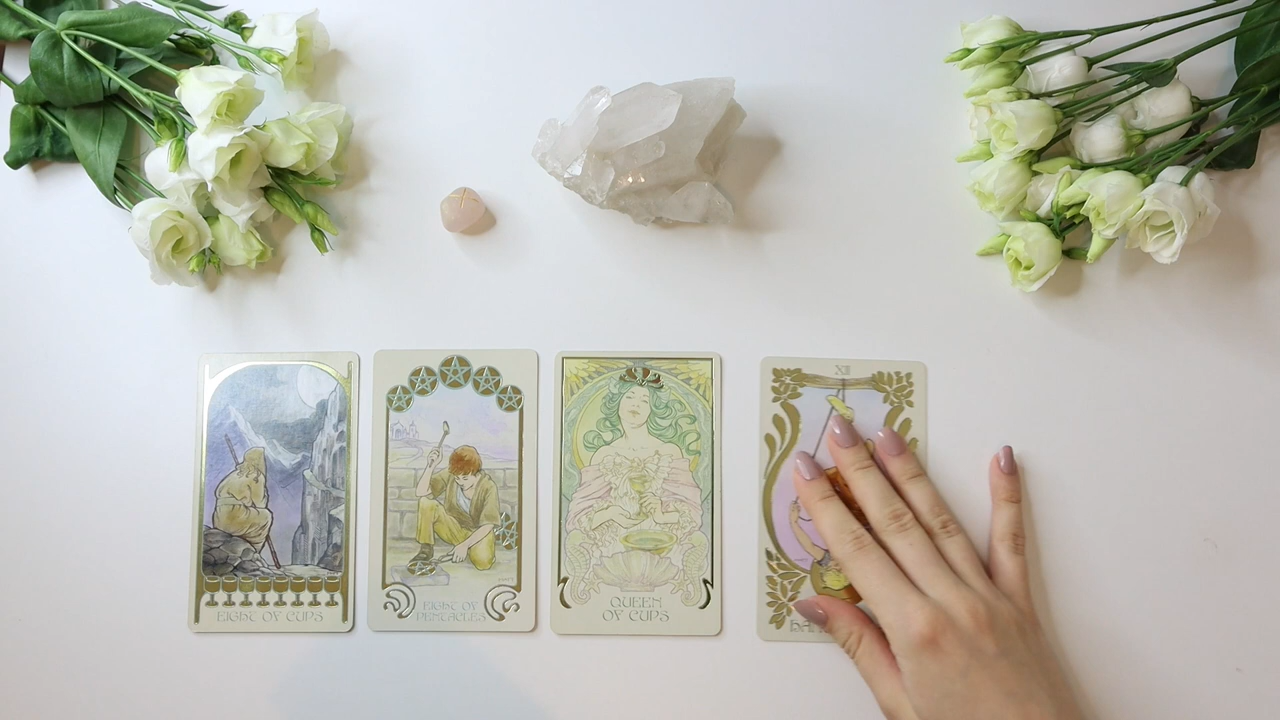 EIGHT OF CUPS
EIGHT OF
PENTACLES
QUEEN
OF CUPS
XII